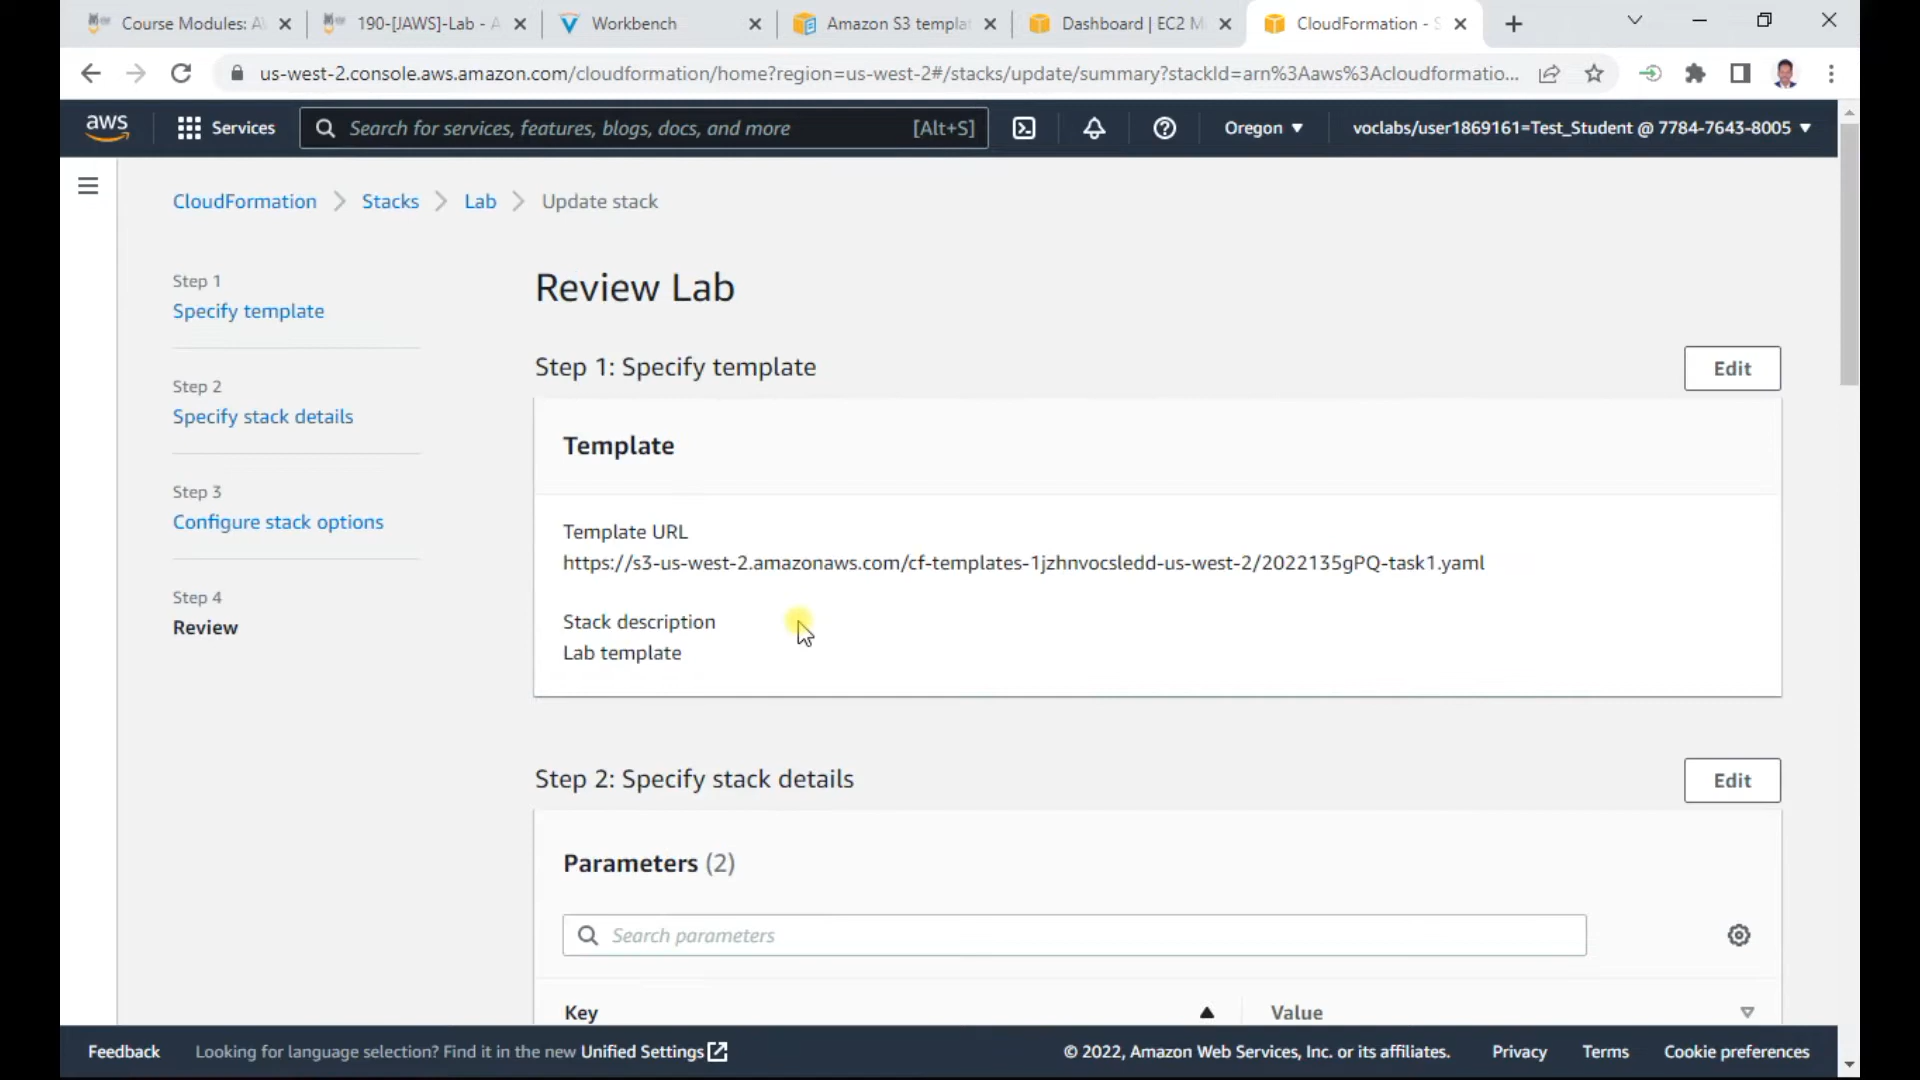 Course Modules: A
190-[JAWS]-Lab - A
Workbench
Amazon S3 templat
Dashboard | EC2 M
CloudFormation - S
us-west-2.console.aws.amazon.com/cloudformation/home?region=us-west-2#/stacks/update/summary?stackId=arn%3Aaws%3Acloudformatio...
aws
Services
Search for services, features, blogs, docs, and more
[Alt+S]
Oregon
voclabs/user1869161=Test_Student @ 7784-7643-8005
CloudFormation
Stacks
Lab
Update stack
Step 1
Specify template
Step 2
Specify stack details
Step 3
Configure stack options
Step 4
Review
Review Lab
Step 1: Specify template
Edit
Template
Template URL
https://s3-us-west-2.amazonaws.com/cf-templates-1jzhnvocsledd-us-west-2/2022135gPQ-task1.yaml
Stack description
Lab template
Step 2: Specify stack details
Edit
Parameters (2)
Search parameters
Key
Value
Feedback
Looking for language selection? Find it in the new Unified Settings
© 2022, Amazon Web Services, Inc. or its affiliates.
Privacy
Terms
Cookie preferences